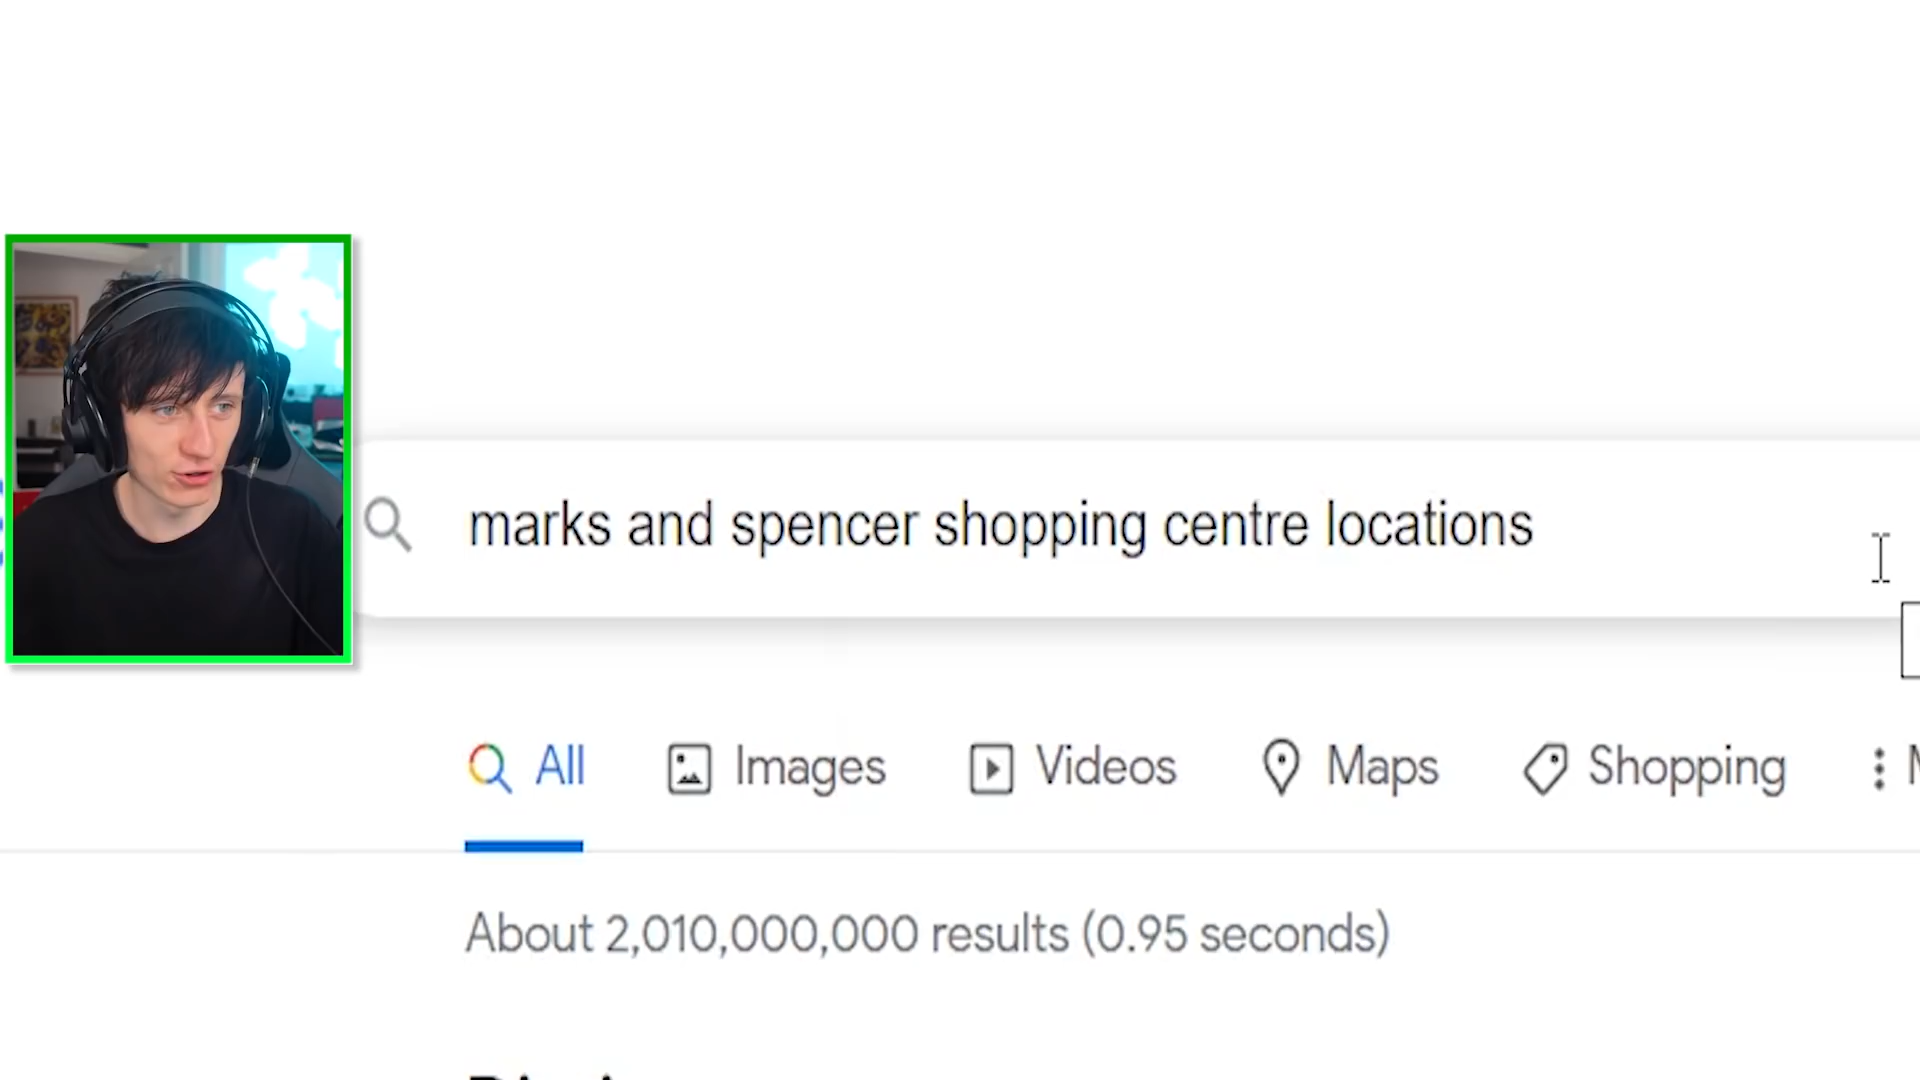 marks and spencer shopping centre locations
All Images Videos Maps Shopping
About 2,010,000,000 results (0.95 seconds)